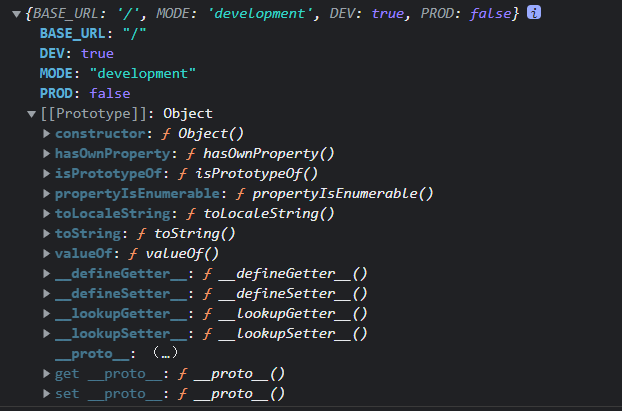 {BASE_URL: '/', MODE: 'development', DEV: true, PROD: false} i
BASE_URL: "/"
DEV: true
MODE: "development"
PROD: false
[[Prototype]]: Object
constructor: ƒ Object()
hasOwnProperty: ƒ hasOwnProperty()
isPrototypeOf: ƒ isPrototypeOf()
propertyIsEnumerable: ƒ propertyIsEnumerable()
toLocaleString: ƒ toLocaleString()
toString: ƒ toString()
valueOf: ƒ valueOf()
__defineGetter__: ƒ __defineGetter__()
__defineSetter__: ƒ __defineSetter__()
__lookupGetter__: ƒ __lookupGetter__()
__lookupSetter__: ƒ __lookupSetter__()
__proto__: （…）
get __proto__: ƒ __proto__()
set __proto__: ƒ __proto__()